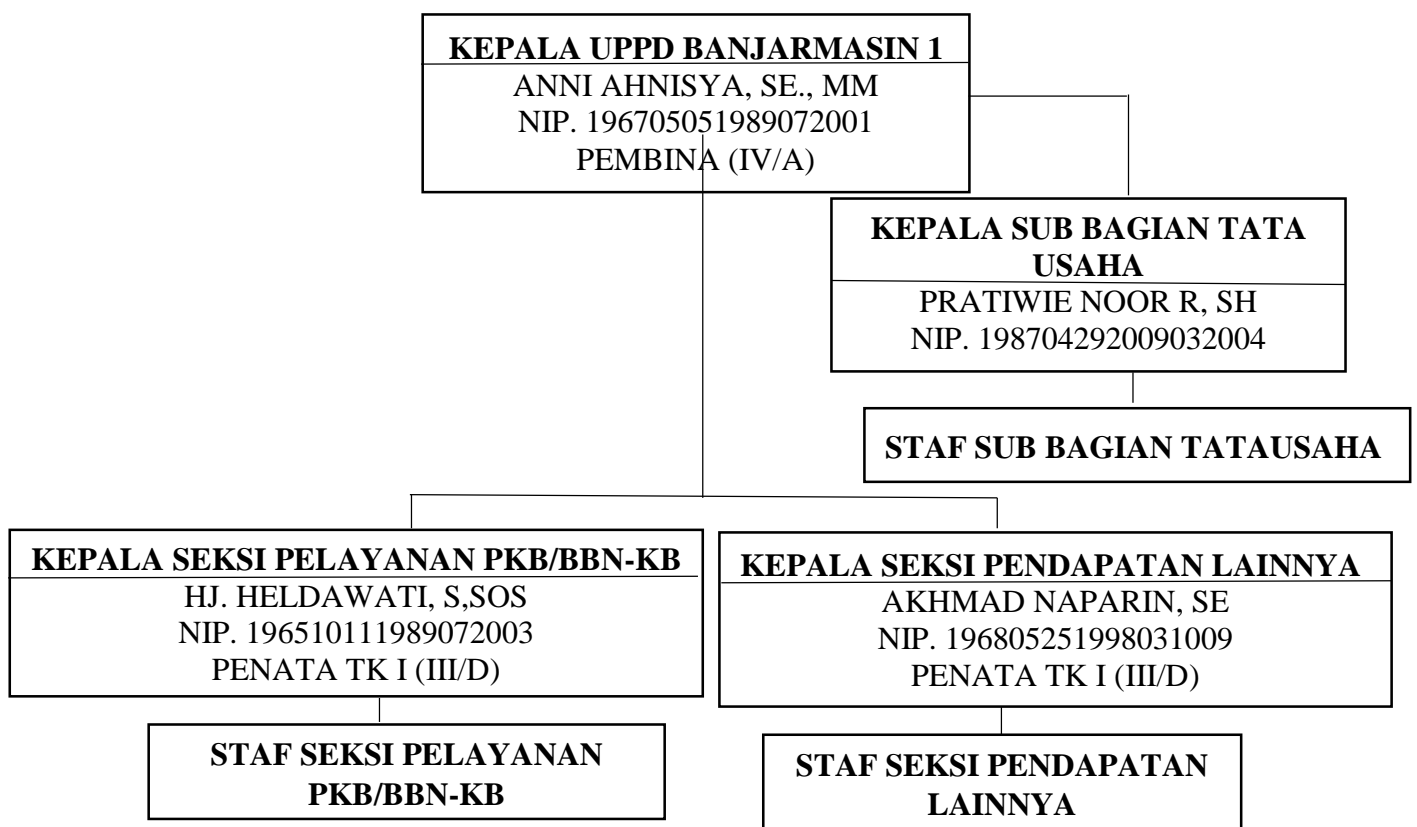 KEPALA UPPD BANJARMASIN 1
ANNI AHNISYA, SE., MM
NIP. 196705051989072001
PEMBINA (IV/A)
KEPALA SUB BAGIAN TATA
USAHA
PRATIWIE NOOR R, SH
NIP. 198704292009032004
STAF SUB BAGIAN TATAUSAHA
KEPALA SEKSI PELAYANAN PKB/BBN-KB
HJ. HELDAWATI, S,SOS
NIP. 196510111989072003
PENATA TK I (III/D)
KEPALA SEKSI PENDAPATAN LAINNYA
AKHMAD NAPARIN, SE
NIP. 196805251998031009
PENATA TK I (III/D)
STAF SEKSI PELAYANAN
PKB/BBN-KB
STAF SEKSI PENDAPATAN
LAINNYA